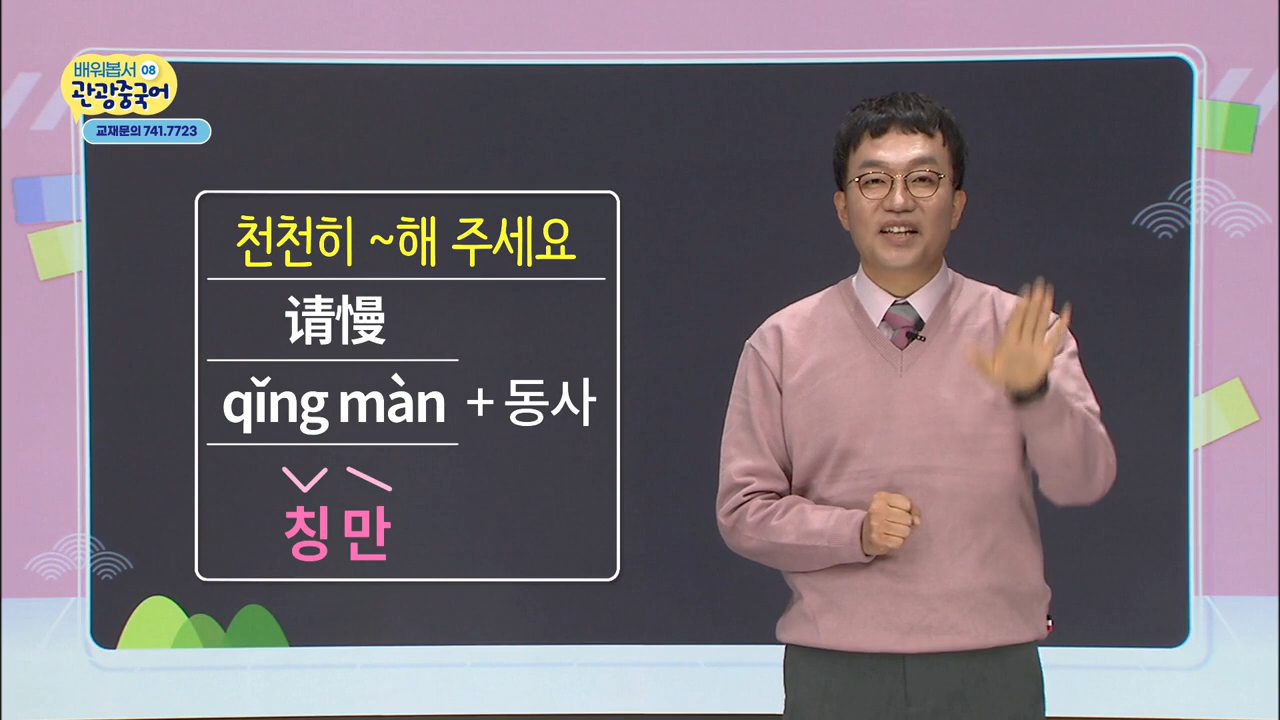 배워봅서 08
관광중국어
교재문의 741.7723
천천히 ~해 주세요
请慢
qǐng màn + 동사
칭 만